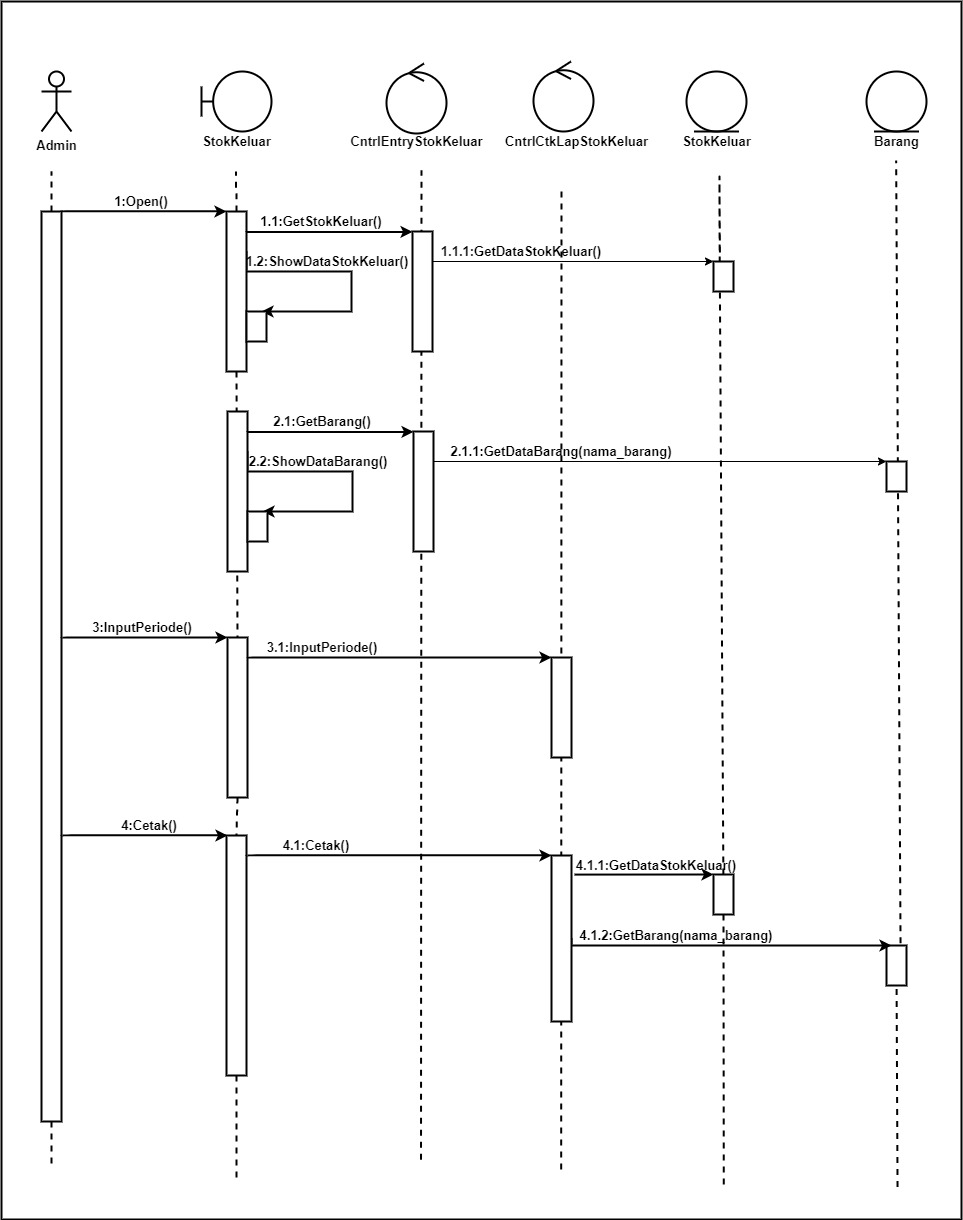 Admin
StokKeluar
CntrlEntryStokKeluar
CntrlCtkLapStokKeluar
StokKeluar
Barang
1:Open()
1.1:GetStokKeluar()
1.1.1:GetDataStokKeluar()
1.2:ShowDataStokKeluar()
2.1:GetBarang()
2.1.1:GetDataBarang(nama_barang)
2.2:ShowDataBarang()
3:InputPeriode()
3.1:InputPeriode()
4:Cetak()
4.1:Cetak()
4.1.1:GetDataStokKeluar()
4.1.2:GetBarang(nama_barang)